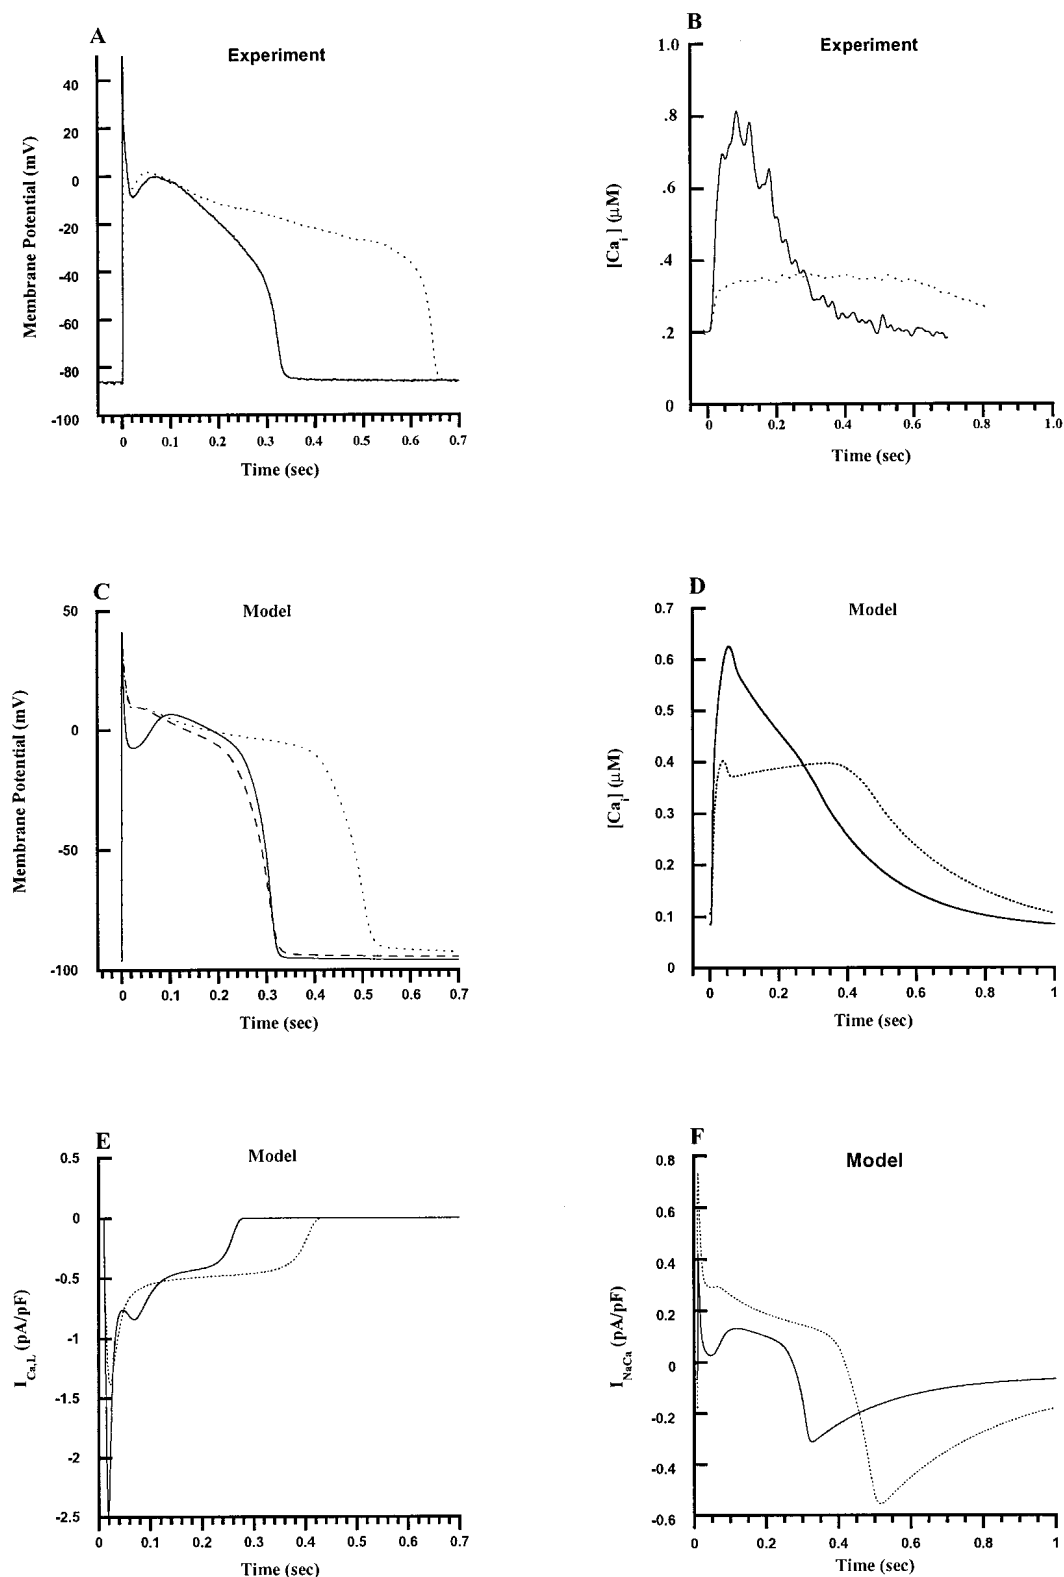 A
Experiment
Membrane Potential (mV)
40
20
0
-20
-40
-60
-80
-100
0 0.1 0.2 0.3 0.4 0.5 0.6 0.7
Time (sec)
B
Experiment
[Ca i ] (μM)
1.0
.8
.6
.4
.2
0
0 0.2 0.4 0.6 0.8 1.0
Time (sec)
C
Model
Membrane Potential (mV)
50
0
-50
-100
0 0.1 0.2 0.3 0.4 0.5 0.6 0.7
Time (sec)
D
Model
[Ca i ] (μM)
0.7
0.6
0.5
0.4
0.3
0.2
0.1
0
0 0.2 0.4 0.6 0.8 1
Time (sec)
E
Model
I Ca,L (pA/pF)
0.5
0
-0.5
-1
-1.5
-2
-2.5
0 0.1 0.2 0.3 0.4 0.5 0.6 0.7
Time (sec)
F
Model
I NaCa (pA/pF)
0.8
0.6
0.4
0.2
0
-0.2
-0.4
-0.6
0 0.2 0.4 0.6 0.8 1
Time (sec)